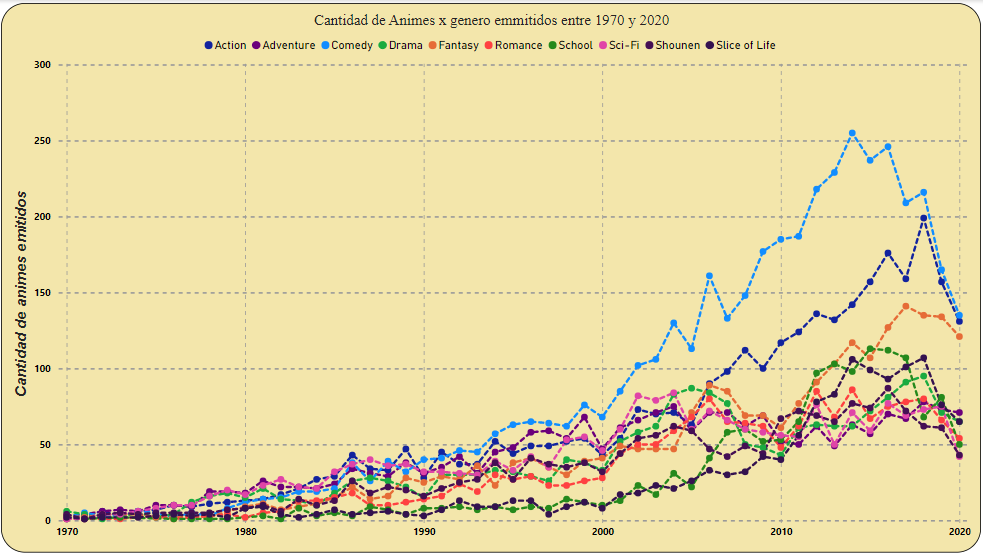 Cantidad de Animes x genero emmitidos entre 1970 y 2020
Action Adventure Comedy Drama Fantasy Romance School Sci-Fi Shounen Slice of Life
300
250
200
150
100
50
0
Cantidad de animes emitidos
1970 1980 1990 2000 2010 2020